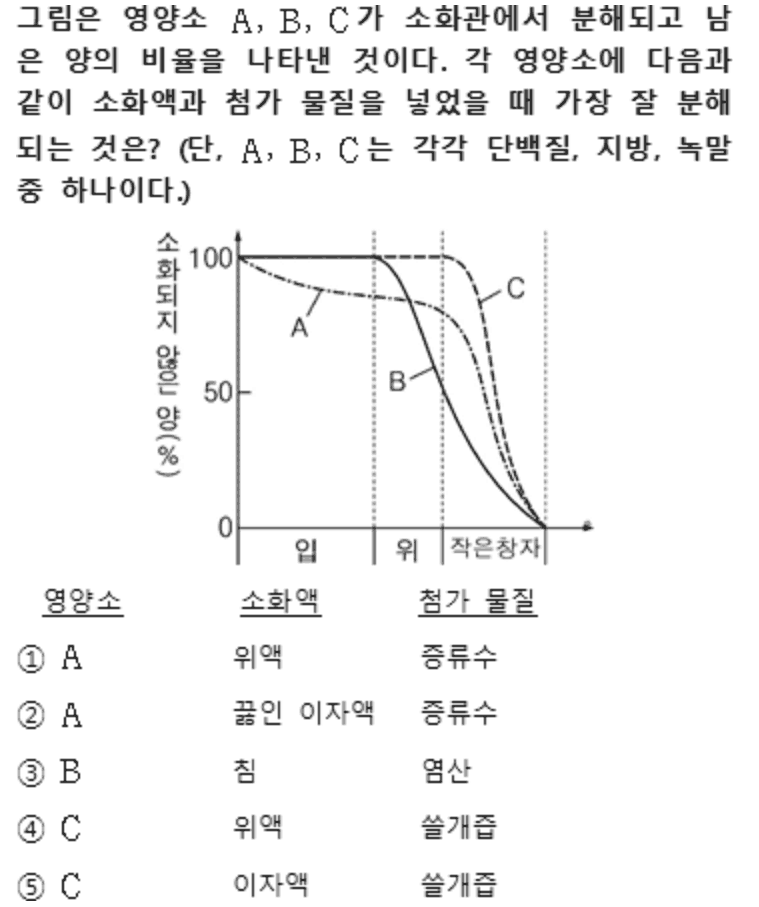 그림은 영양소 A, B, C가 소화관에서 분해되고 남
은 양의 비율을 나타낸 것이다. 각 영양소에 다음과
같이 소화액과 첨가 물질을 넣었을 때 가장 잘 분해
되는 것은? (단, A, B, C는 각각 단백질, 지방, 녹말
중 하나이다.)
소화되지 않은 양(%)
100
C
A
B
50
0
입 위 작은창자
영양소 소화액 첨가 물질
① A 위액 증류수
② A 끓인 이자액 증류수
③ B 침 염산
④ C 위액 쓸개즙
⑤ C 이자액 쓸개즙